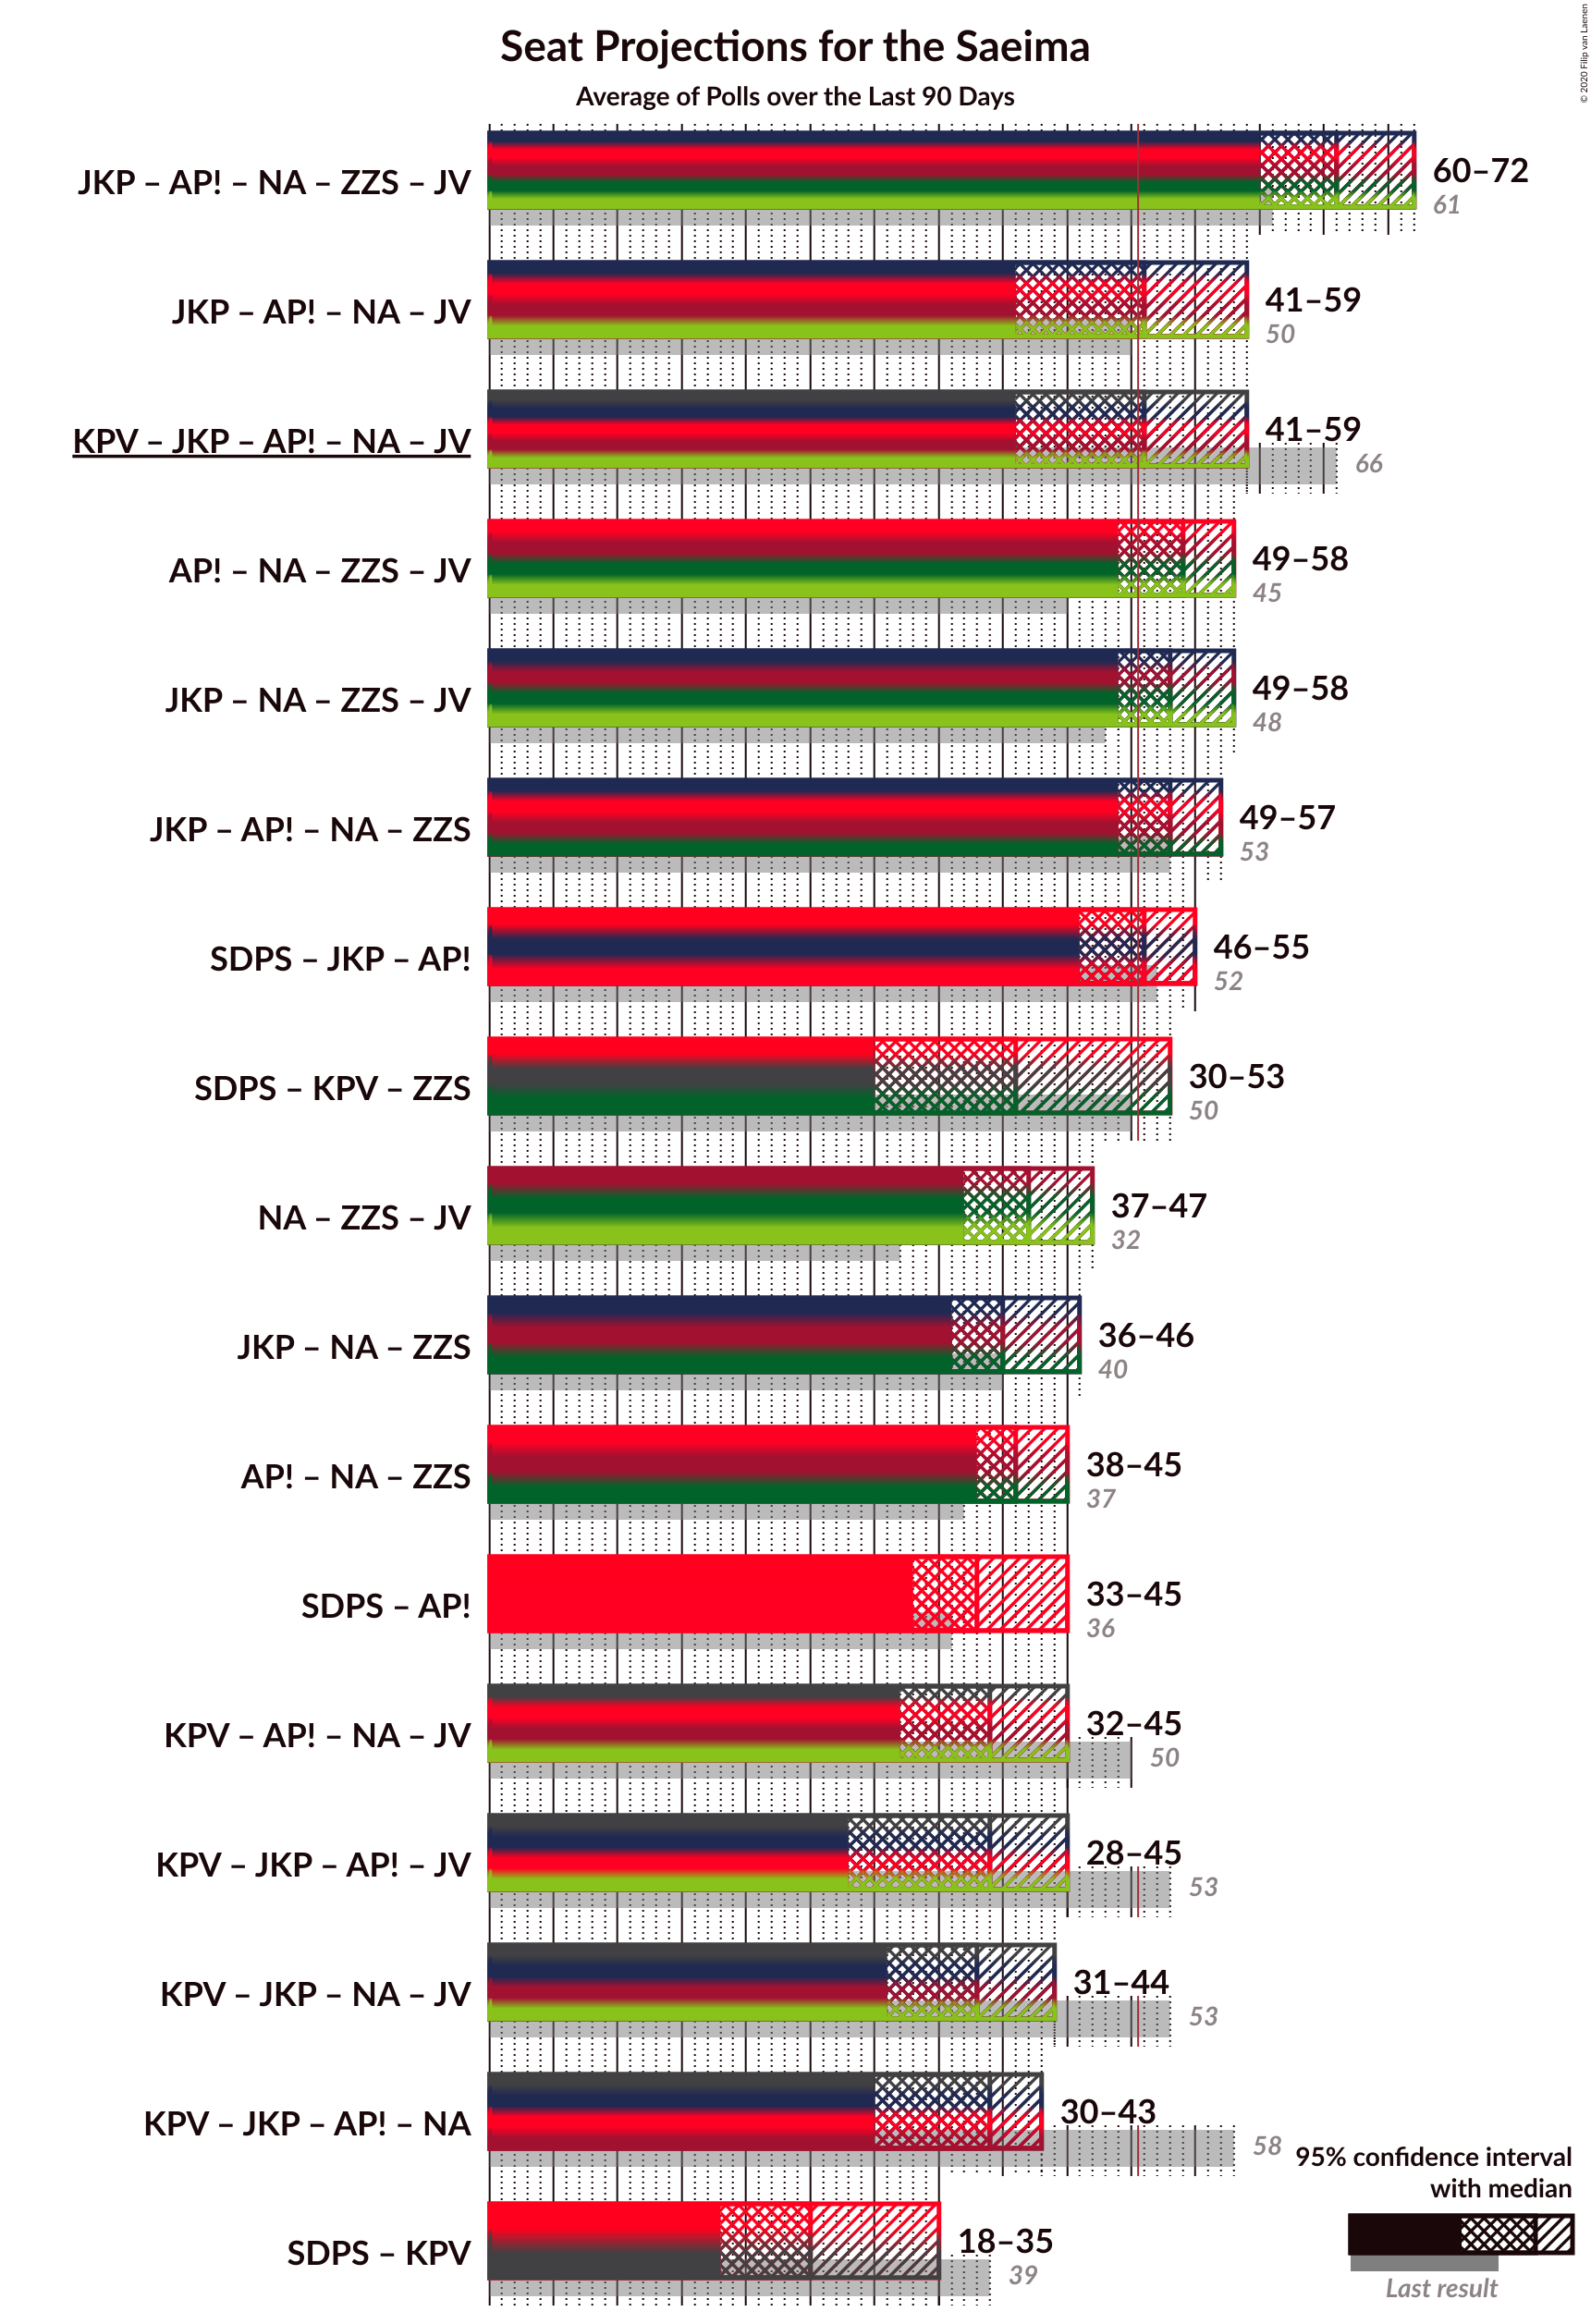 Seat Projections for the Saeima
Average of Polls over the Last 90 Days
© 2020 Filip van Laenen
JKP – AP! – NA – ZZS – JV
60–72
61
JKP – AP! – NA – JV
41–59
50
KPV – JKP – AP! – NA – JV
41–59
66
AP! – NA – ZZS – JV
49–58
45
JKP – NA – ZZS – JV
49–58
48
JKP – AP! – NA – ZZS
49–57
53
SDPS – JKP – AP!
46–55
52
SDPS – KPV – ZZS
30–53
50
NA – ZZS – JV
37–47
32
JKP – NA – ZZS
36–46
40
AP! – NA – ZZS
38–45
37
SDPS – AP!
33–45
36
KPV – AP! – NA – JV
32–45
50
KPV – JKP – AP! – JV
28–45
53
KPV – JKP – NA – JV
31–44
53
KPV – JKP – AP! – NA
30–43
58
SDPS – KPV
18–35
39
95% confidence interval
with median
Last result